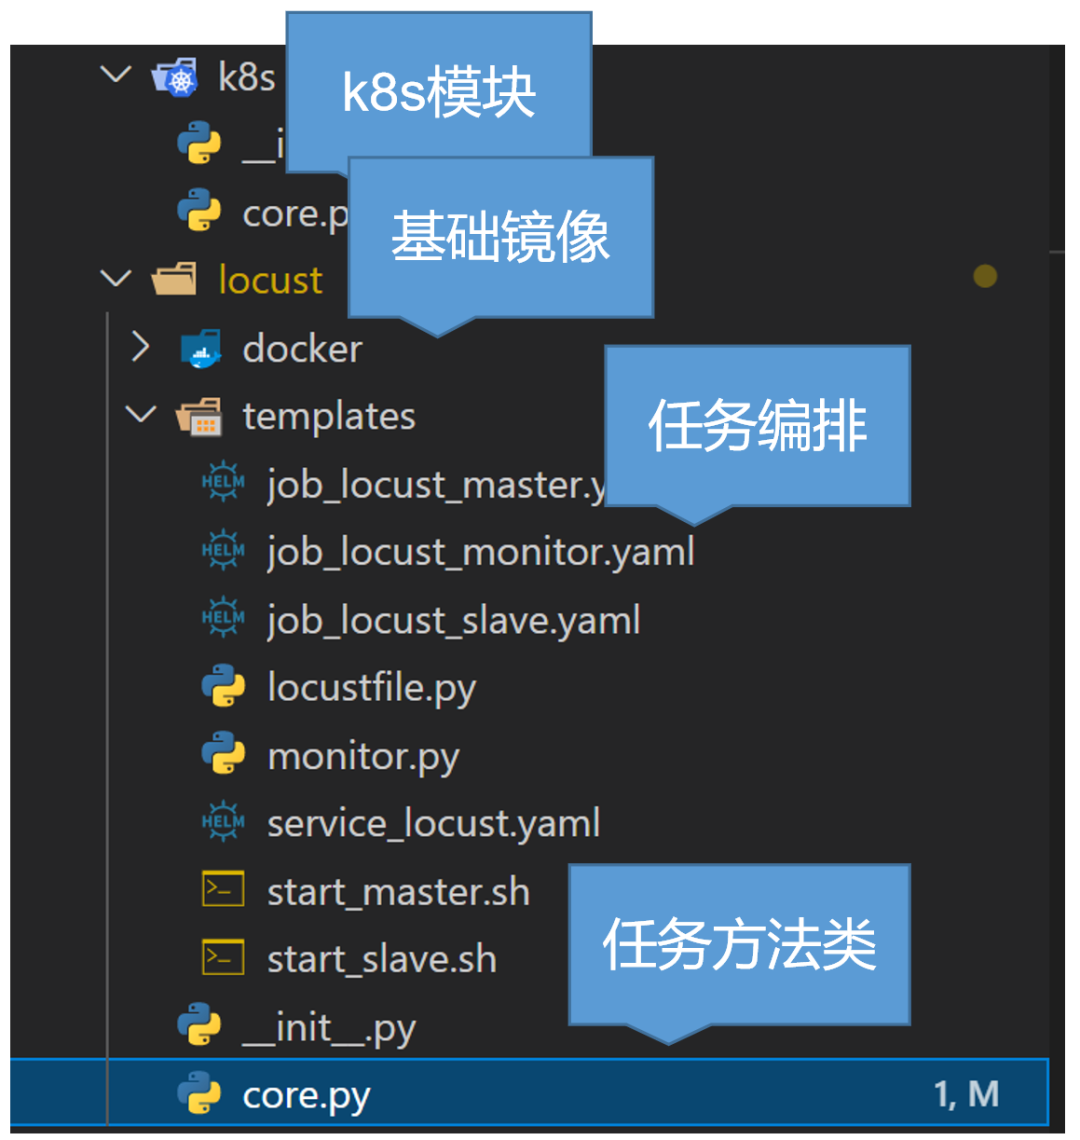 k8s
k8s模块
__i
core.p
基础镜像
locust
docker
templates
任务编排
job_locust_master.y
job_locust_monitor.yaml
job_locust_slave.yaml
locustfile.py
monitor.py
service_locust.yaml
start_master.sh
任务方法类
start_slave.sh
__init__.py
core.py
1, M
HELM
HELM
HELM
HELM